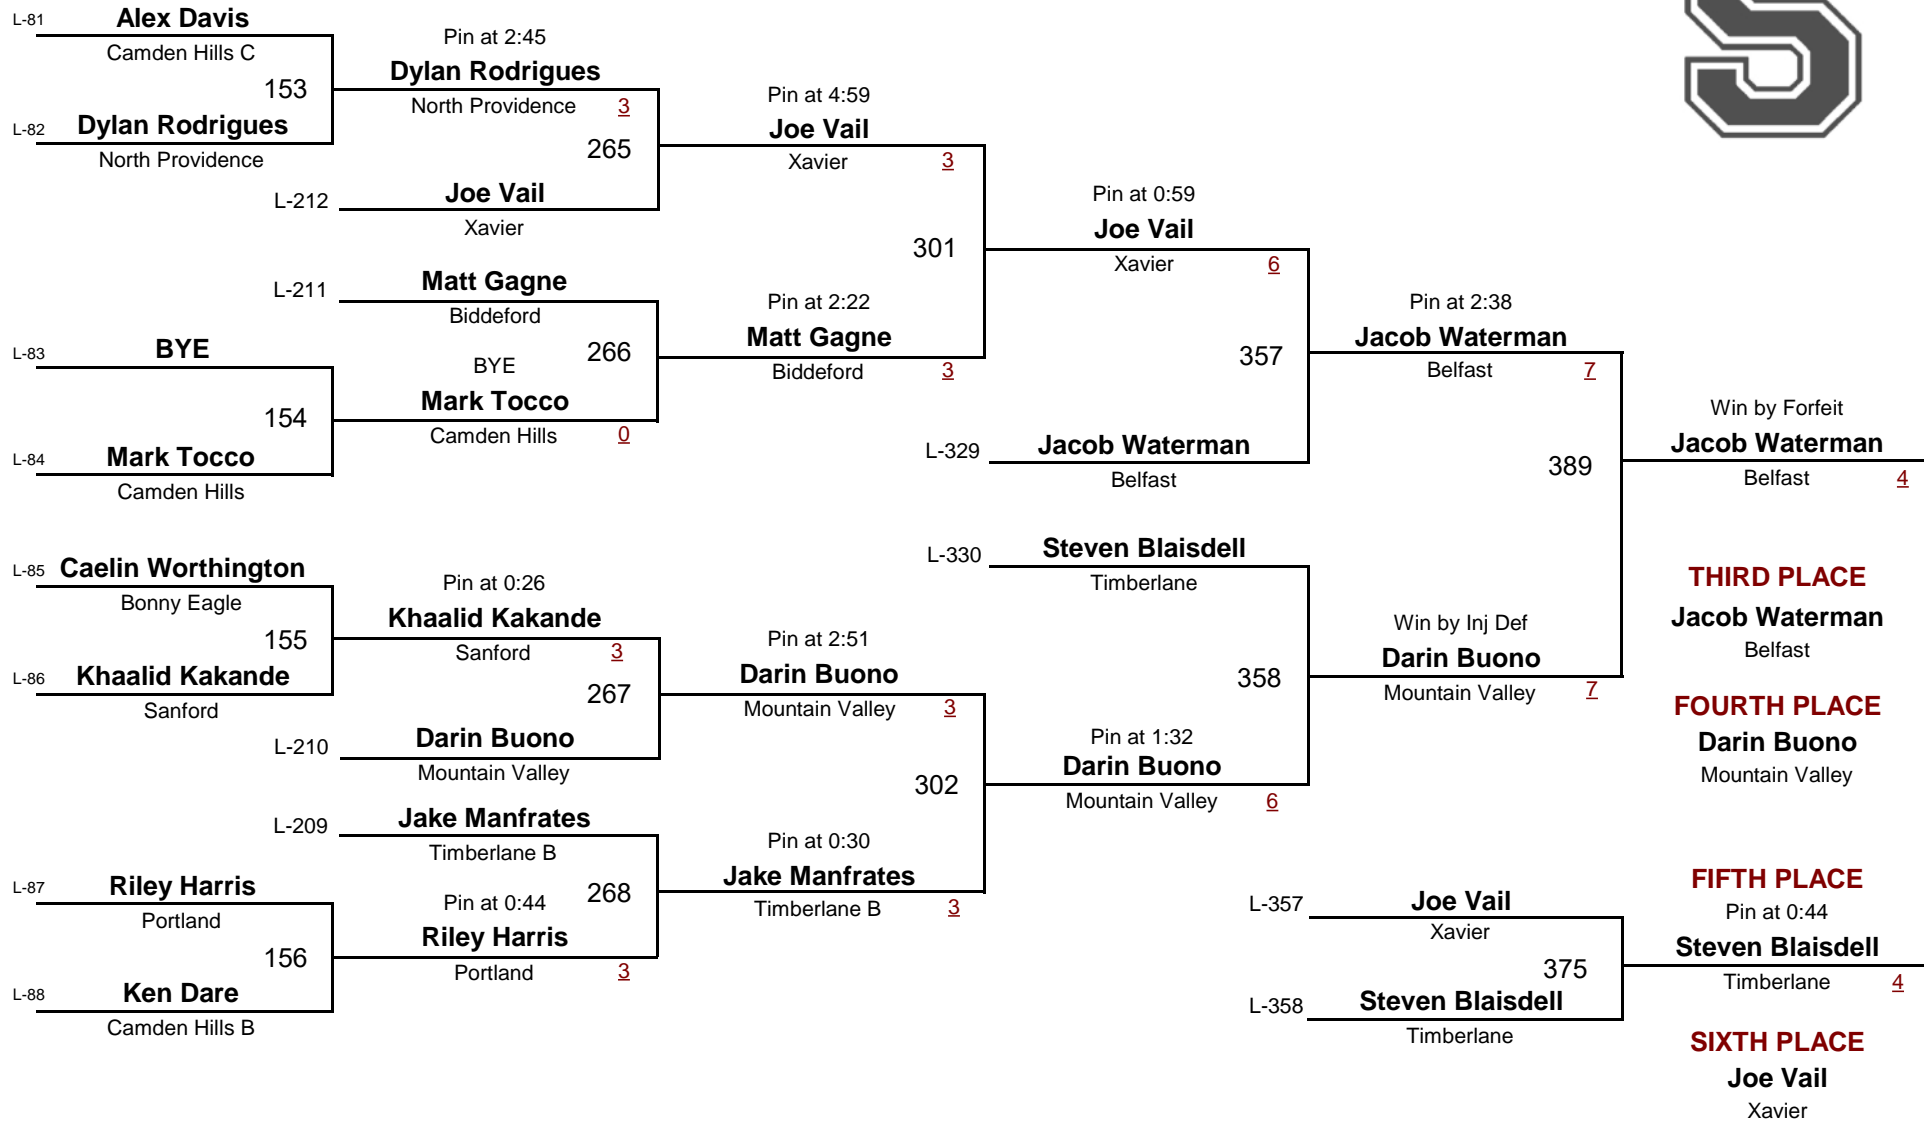 L-81
Alex Davis
Camden Hills C
153
L-82
Dylan Rodrigues
North Providence
Pin at 2:45
Dylan Rodrigues
North Providence 3
265
L-212
Joe Vail
Xavier
L-211
Matt Gagne
Biddeford
266
L-83
BYE
154
L-84
Mark Tocco
Camden Hills
BYE
Mark Tocco
Camden Hills 0
Pin at 4:59
Joe Vail
Xavier 3
301
Pin at 2:22
Matt Gagne
Biddeford 3
Pin at 0:59
Joe Vail
Xavier 6
357
L-329
Jacob Waterman
Belfast
Pin at 2:38
Jacob Waterman
Belfast 7
389
Win by Forfeit
Jacob Waterman
Belfast 4
L-85
Caelin Worthington
Bonny Eagle
155
L-86
Khaalid Kakande
Sanford
Pin at 0:26
Khaalid Kakande
Sanford 3
267
L-210
Darin Buono
Mountain Valley
L-209
Jake Manfrates
Timberlane B
268
L-87
Riley Harris
Portland
156
L-88
Ken Dare
Camden Hills B
Pin at 0:44
Riley Harris
Portland 3
Pin at 2:51
Darin Buono
Mountain Valley 3
302
Pin at 0:30
Jake Manfrates
Timberlane B 3
L-330
Steven Blaisdell
Timberlane
358
Pin at 1:32
Darin Buono
Mountain Valley 6
Win by Inj Def
Darin Buono
Mountain Valley 7
THIRD PLACE
Jacob Waterman
Belfast
FOURTH PLACE
Darin Buono
Mountain Valley
L-357
Joe Vail
Xavier
375
L-358
Steven Blaisdell
Timberlane
FIFTH PLACE
Pin at 0:44
Steven Blaisdell
Timberlane 4
SIXTH PLACE
Joe Vail
Xavier
S